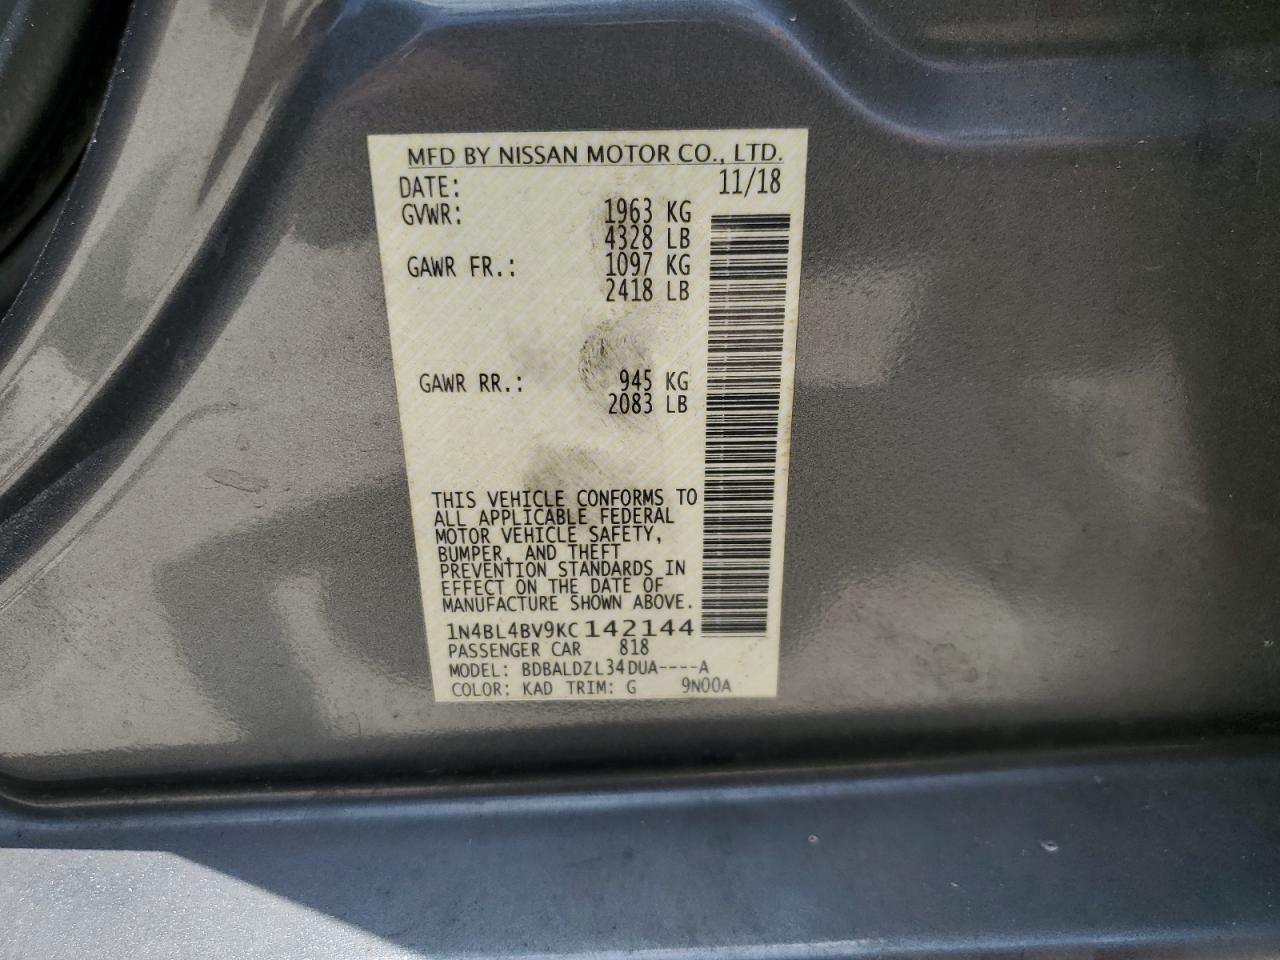 MFD BY NISSAN MOTOR CO., LTD.
DATE: 11/18
GVWR: 1963 KG
4328 LB
GAWR FR.: 1097 KG
2418 LB
GAWR RR.: 945 KG
2083 LB
THIS VEHICLE CONFORMS TO
ALL APPLICABLE FEDERAL
MOTOR VEHICLE SAFETY,
BUMPER, AND THEFT
PREVENTION STANDARDS IN
EFFECT ON THE DATE OF
MANUFACTURE SHOWN ABOVE.
1N4BL4BV9KC142144
PASSENGER CAR 818
MODEL: BDBALDZL34DUA----A
COLOR: KAD TRIM: G 9N00A